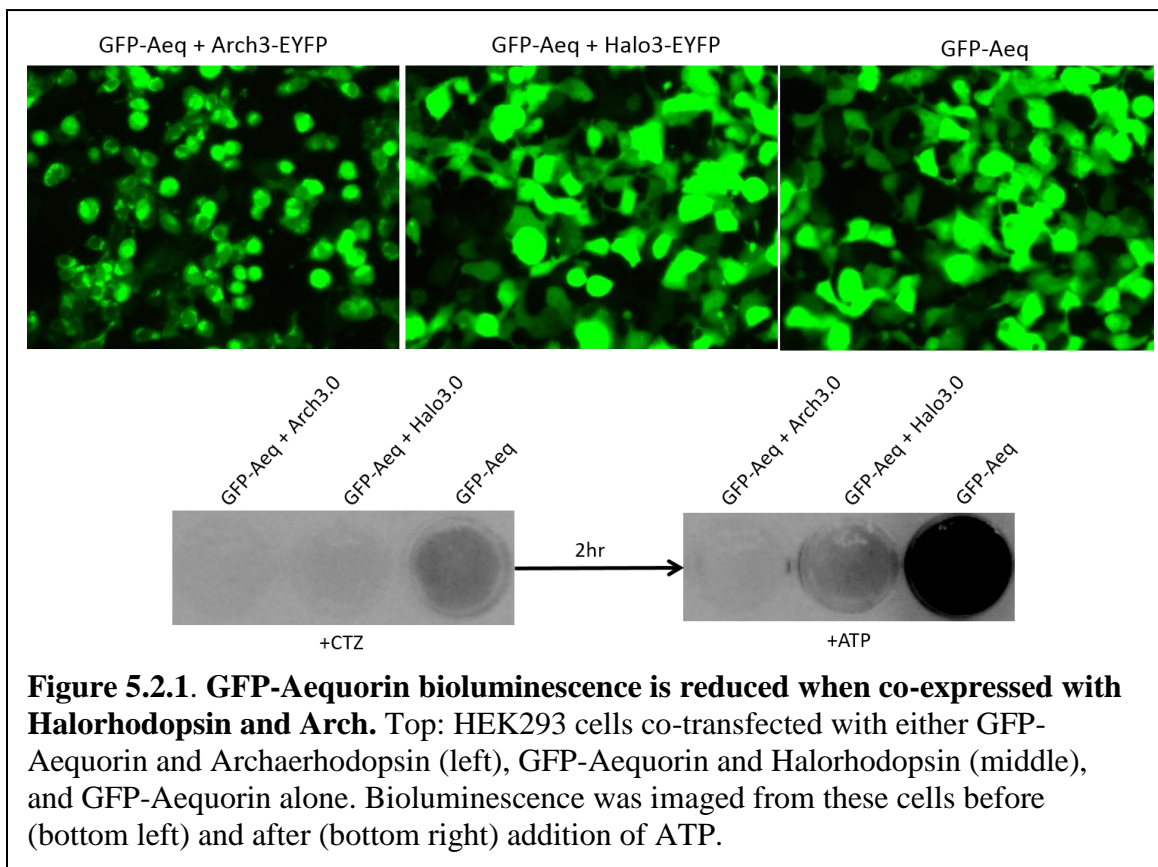 GFP-Aeq + Arch3-EYFP
GFP-Aeq + Halo3-EYFP
GFP-Aeq
GFP-Aeq + Arch3.0
GFP-Aeq + Halo3.0
GFP-Aeq
GFP-Aeq + Arch3.0
GFP-Aeq + Halo3.0
GFP-Aeq
2hr
+CTZ
+ATP
Figure 5.2.1. GFP-Aequorin bioluminescence is reduced when co-expressed with
Halorhodopsin and Arch. Top: HEK293 cells co-transfected with either GFP-
Aequorin and Archaerhodopsin (left), GFP-Aequorin and Halorhodopsin (middle),
and GFP-Aequorin alone. Bioluminescence was imaged from these cells before
(bottom left) and after (bottom right) addition of ATP.